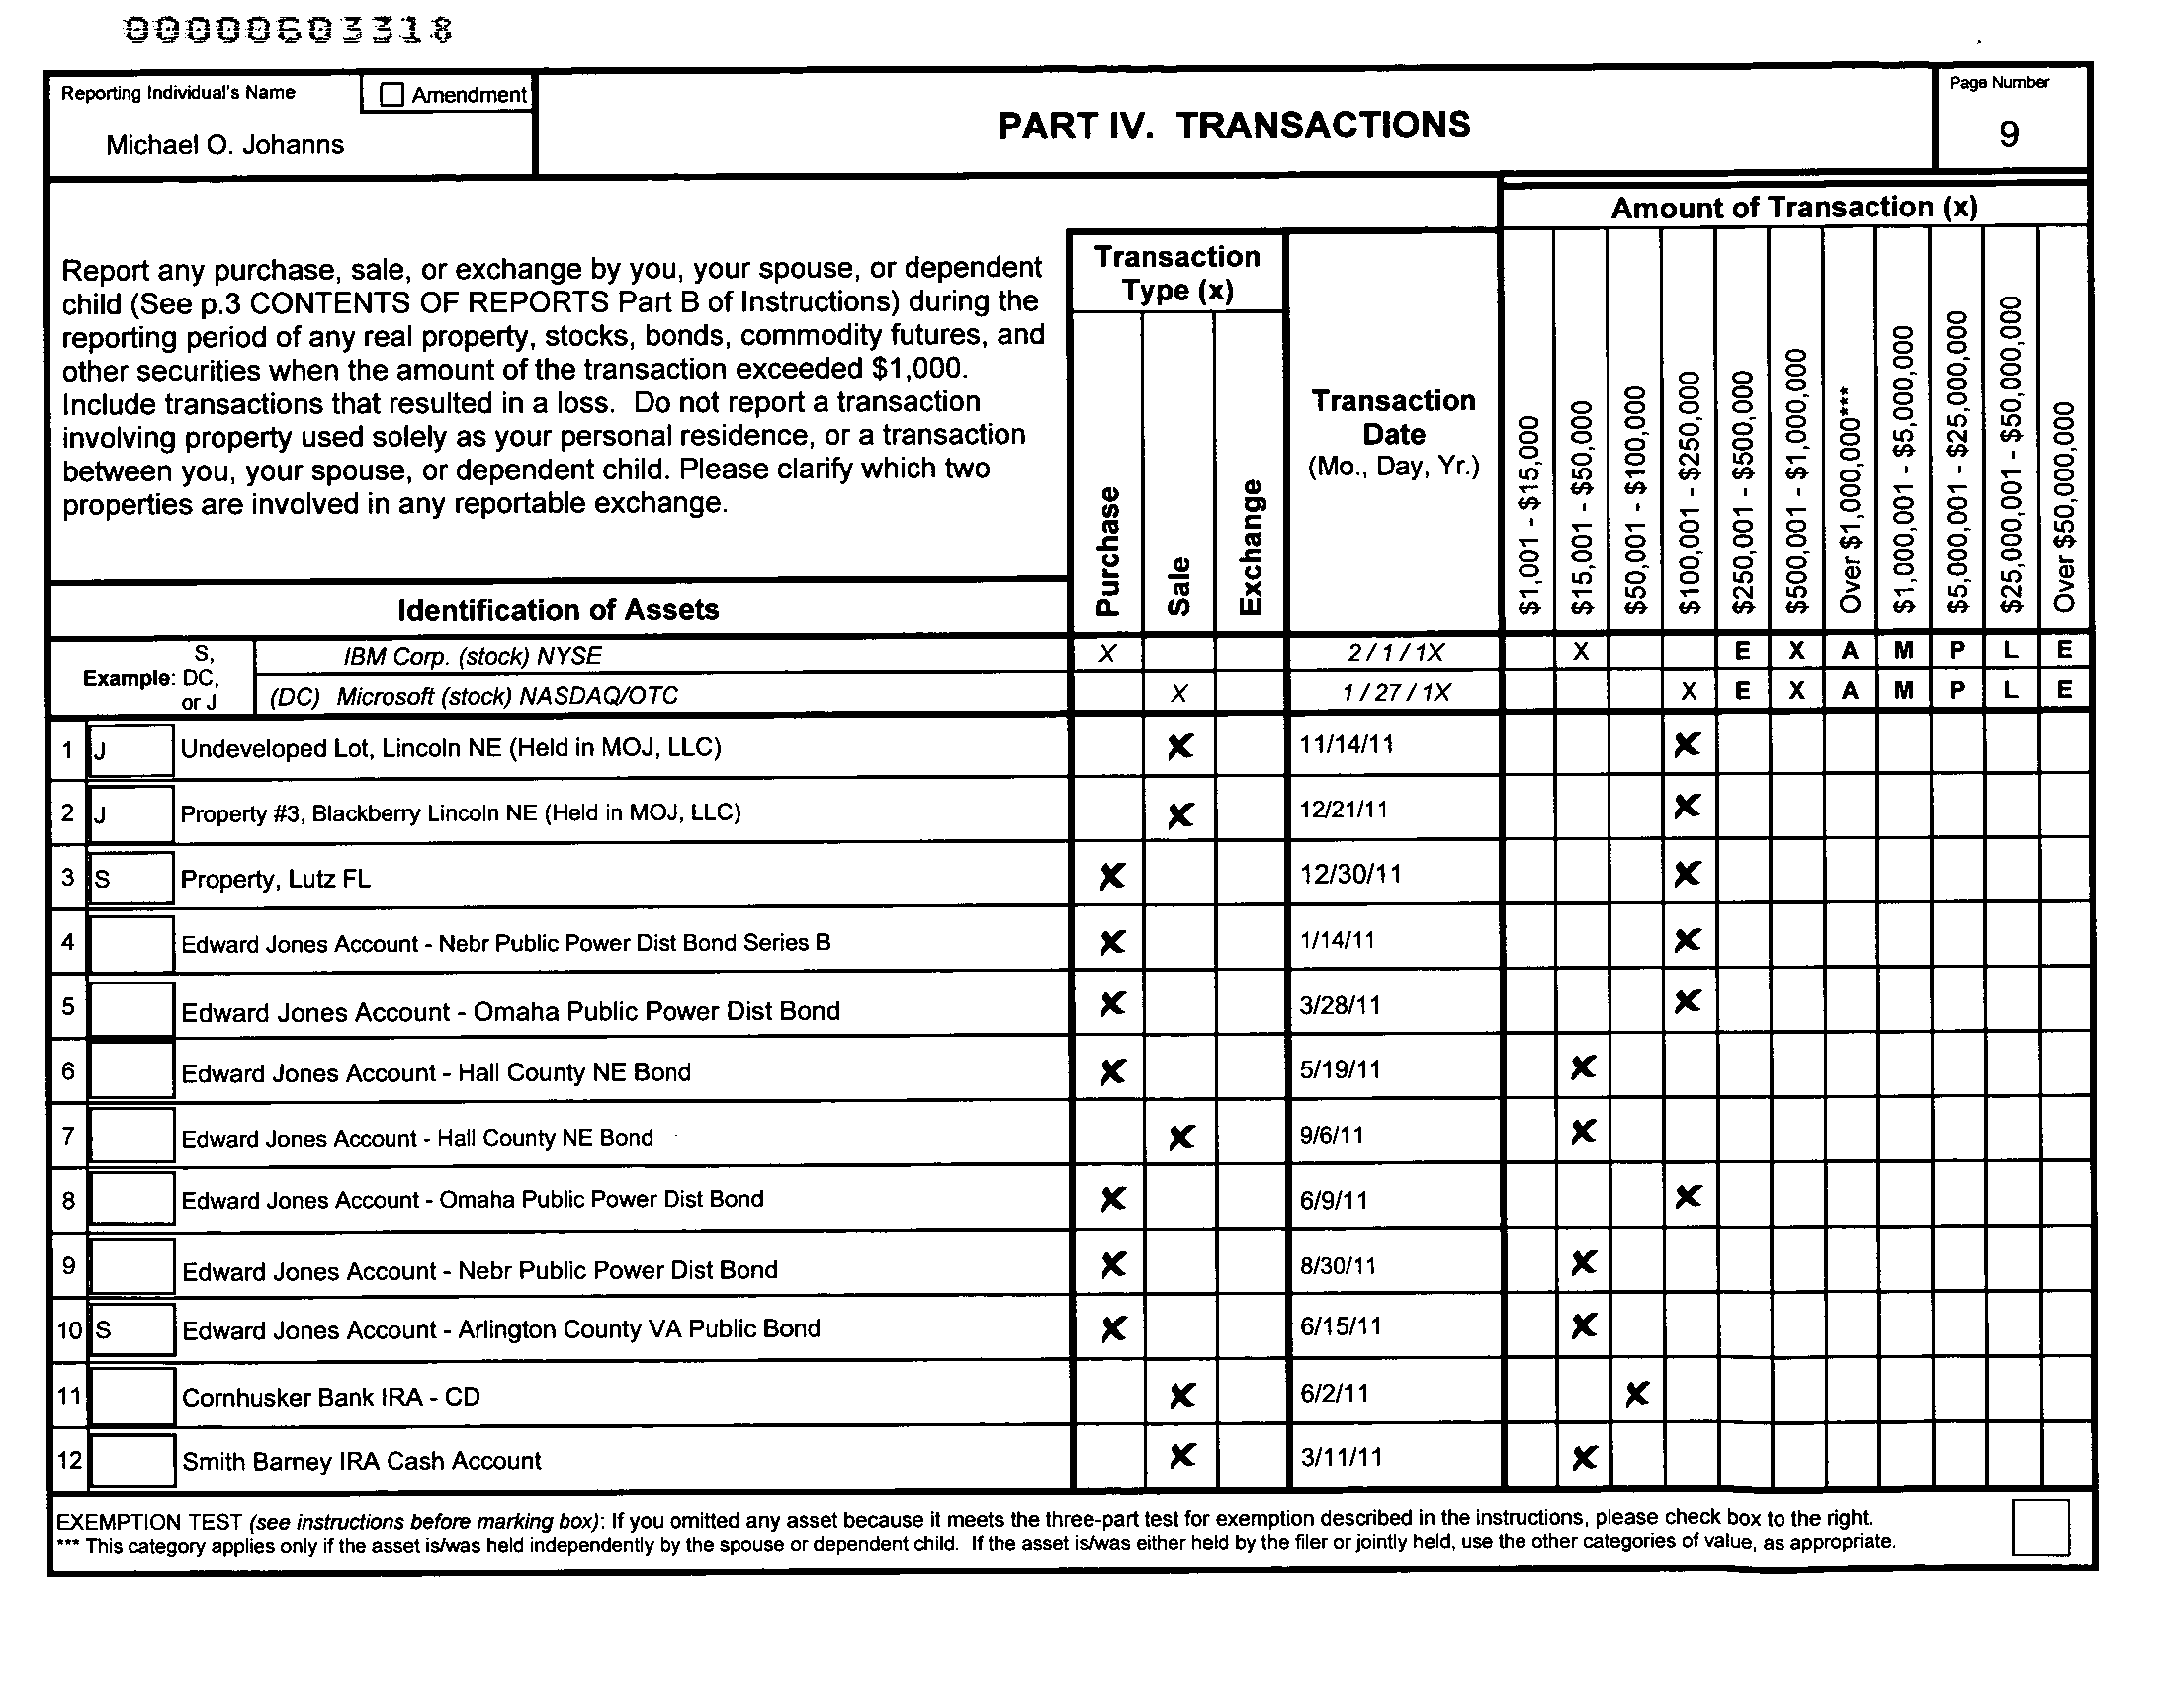 00000603318
Reporting Individual's Name
Amendment
Michael O. Johanns
PART IV. TRANSACTIONS
Page Number
9
Amount of Transaction (x)
Report any purchase, sale, or exchange by you, your spouse, or dependent
child (See p.3 CONTENTS OF REPORTS Part B of Instructions) during the
reporting period of any real property, stocks, bonds, commodity futures, and
other securities when the amount of the transaction exceeded $1,000.
Include transactions that resulted in a loss. Do not report a transaction
involving property used solely as your personal residence, or a transaction
between you, your spouse, or dependent child. Please clarify which two
properties are involved in any reportable exchange.
Transaction
Type (x)
Purchase
Sale
Exchange
Transaction
Date
(Mo., Day, Yr.)
$1,001 - $15,000
$15,001 - $50,000
$50,001 - $100,000
$100,001 - $250,000
$250,001 - $500,000
$500,001 - $1,000,000
Over $1,000,000***
$1,000,001 - $5,000,000
$5,000,001 - $25,000,000
$25,000,001 - $50,000,000
Over $50,000,000
Identification of Assets
Example: S, DC, or J
IBM Corp. (stock) NYSE X 2 / 1 / 1X X E X A M P L E
(DC) Microsoft (stock) NASDAQ/OTC X 1 / 27 / 1X X E X A M P L E
1 J Undeveloped Lot, Lincoln NE (Held in MOJ, LLC) X 11/14/11 X
2 J Property #3, Blackberry Lincoln NE (Held in MOJ, LLC) X 12/21/11 X
3 S Property, Lutz FL X 12/30/11 X
4 Edward Jones Account - Nebr Public Power Dist Bond Series B X 1/14/11 X
5 Edward Jones Account - Omaha Public Power Dist Bond X 3/28/11 X
6 Edward Jones Account - Hall County NE Bond X 5/19/11 X
7 Edward Jones Account - Hall County NE Bond X 9/6/11 X
8 Edward Jones Account - Omaha Public Power Dist Bond X 6/9/11 X
9 Edward Jones Account - Nebr Public Power Dist Bond X 8/30/11 X
10 S Edward Jones Account - Arlington County VA Public Bond X 6/15/11 X
11 Cornhusker Bank IRA - CD X 6/2/11 X
12 Smith Barney IRA Cash Account X 3/11/11 X
EXEMPTION TEST (see instructions before marking box): If you omitted any asset because it meets the three-part test for exemption described in the instructions, please check box to the right.
*** This category applies only if the asset is/was held independently by the spouse or dependent child. If the asset is/was either held by the filer or jointly held, use the other categories of value, as appropriate.